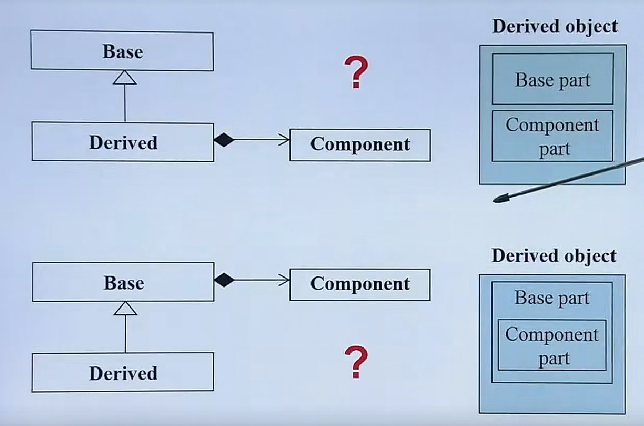 Derived object
Base
?
Base part
Derived
Component
Component
part
Derived object
Base
Component
Base part
Component
part
?
Derived